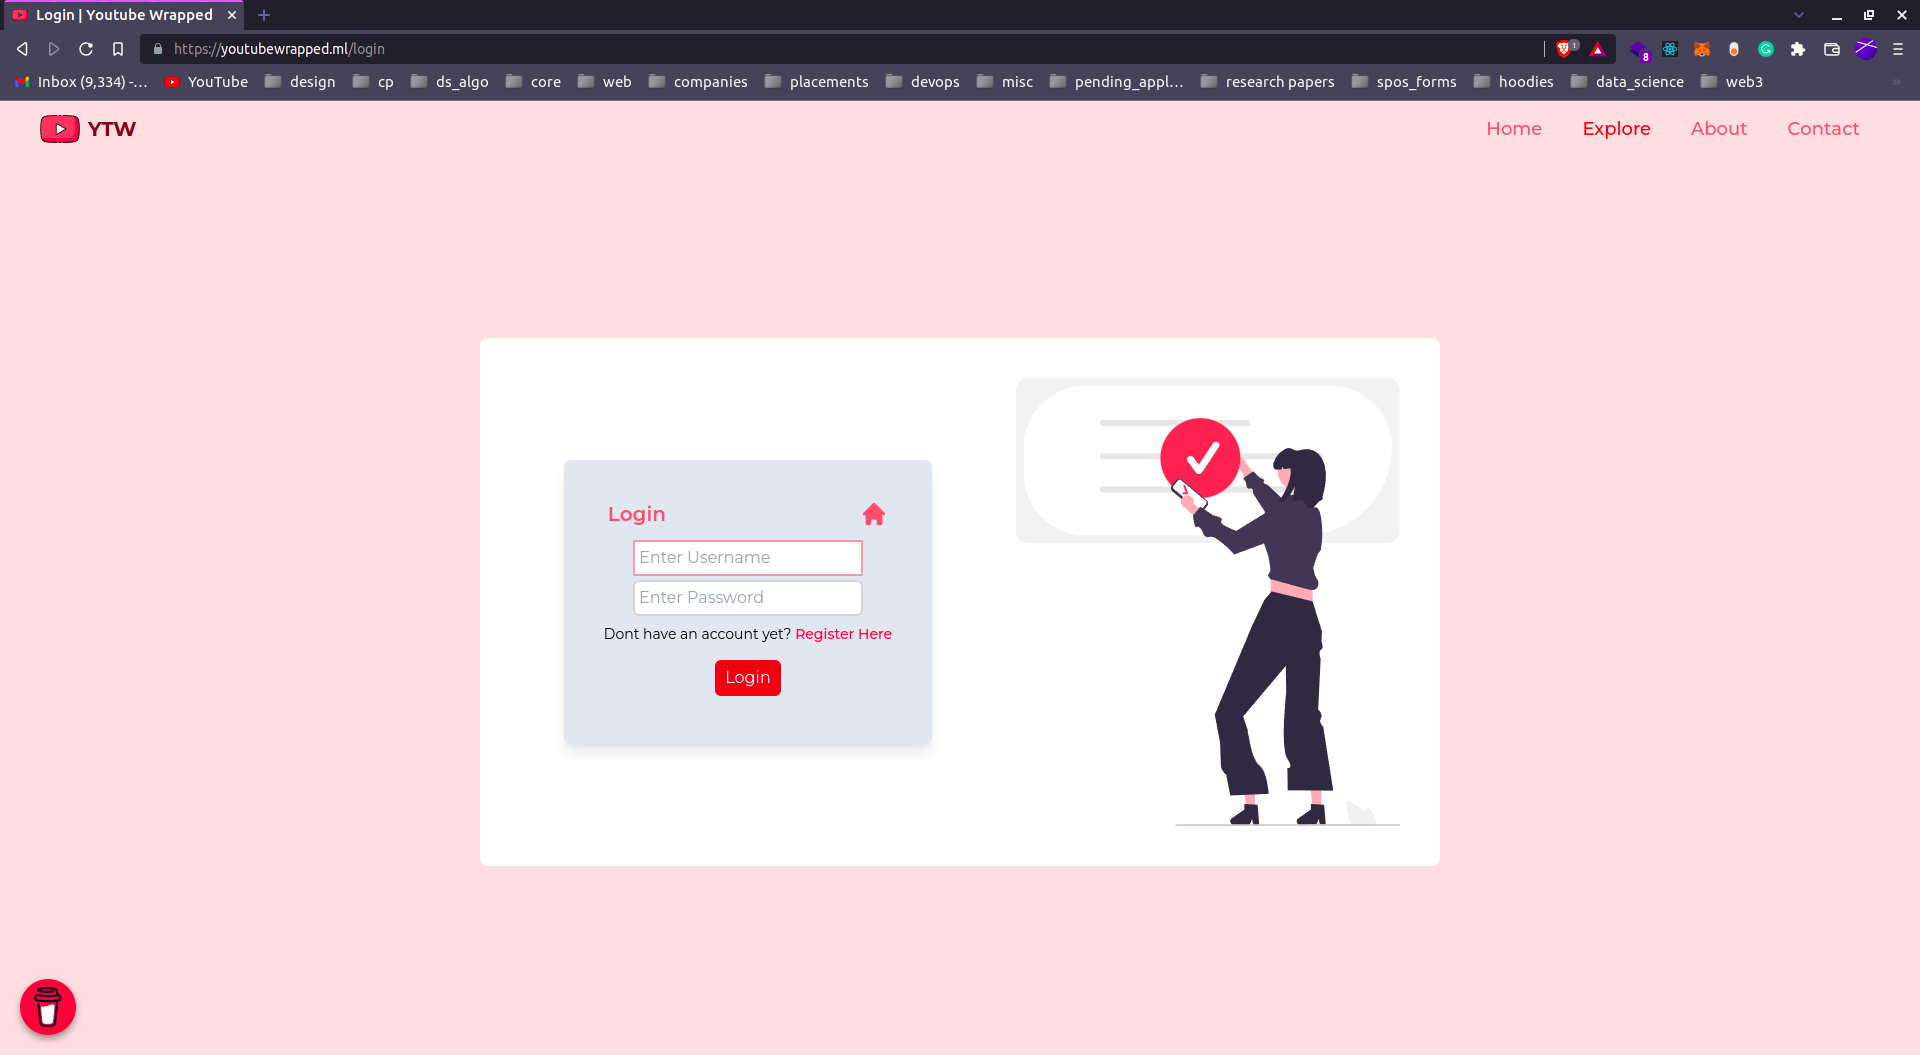 Login | Youtube Wrapped
https://youtubewrapped.ml/login
1
8
Inbox (9,334) -... YouTube design cp ds_algo core web companies placements devops misc pending_appl... research papers spos_forms hoodies data_science web3
YTW
Home Explore About Contact
Login
Enter Username
Enter Password
Dont have an account yet? Register Here
Login